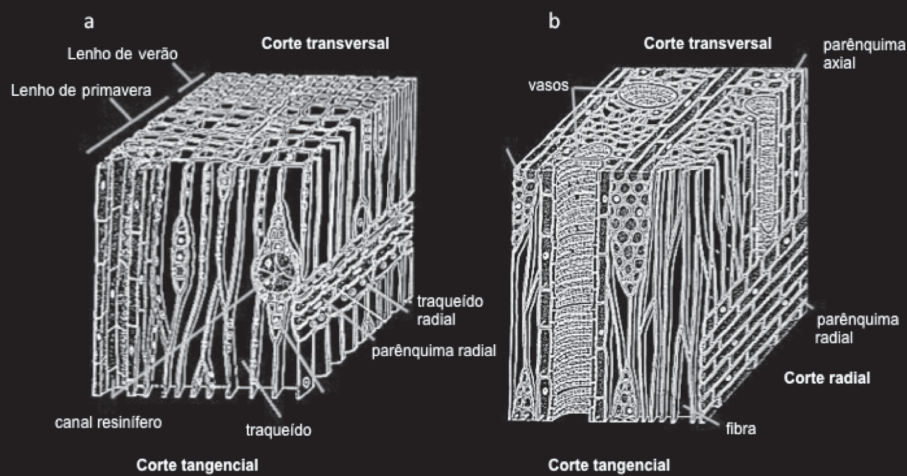 a
Corte transversal
Lenho de verão
Lenho de primavera
traqueído
radial
parênquima radial
canal resinífero
traqueído
Corte tangencial
b
Corte transversal
parênquima
axial
vasos
parênquima
radial
Corte radial
fibra
Corte tangencial